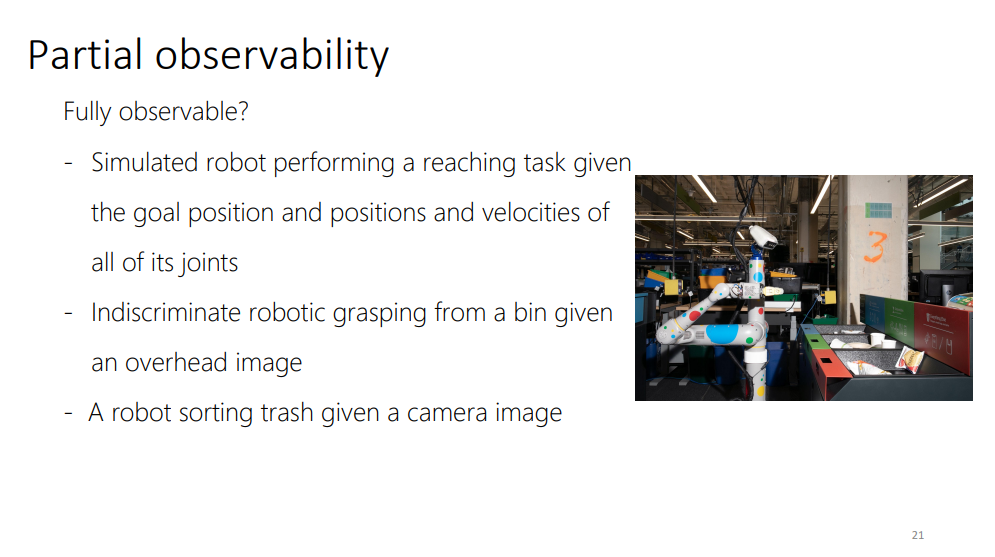 Partial observability
Fully observable?
- Simulated robot performing a reaching task given
the goal position and positions and velocities of
all of its joints
- Indiscriminate robotic grasping from a bin given
an overhead image
- A robot sorting trash given a camera image
3
21